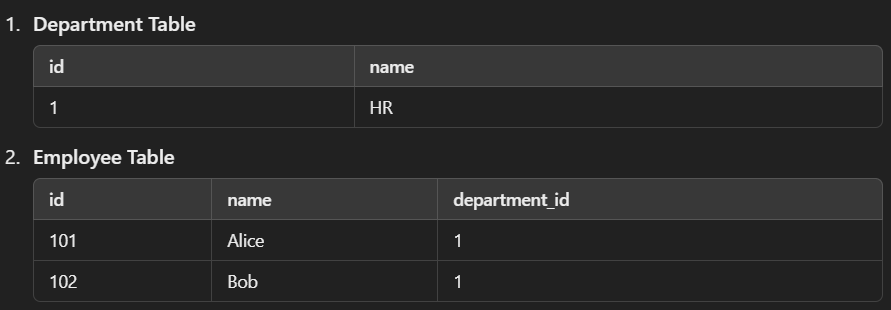 1. Department Table
id name
1 HR
2. Employee Table
id name department_id
101 Alice 1
102 Bob 1